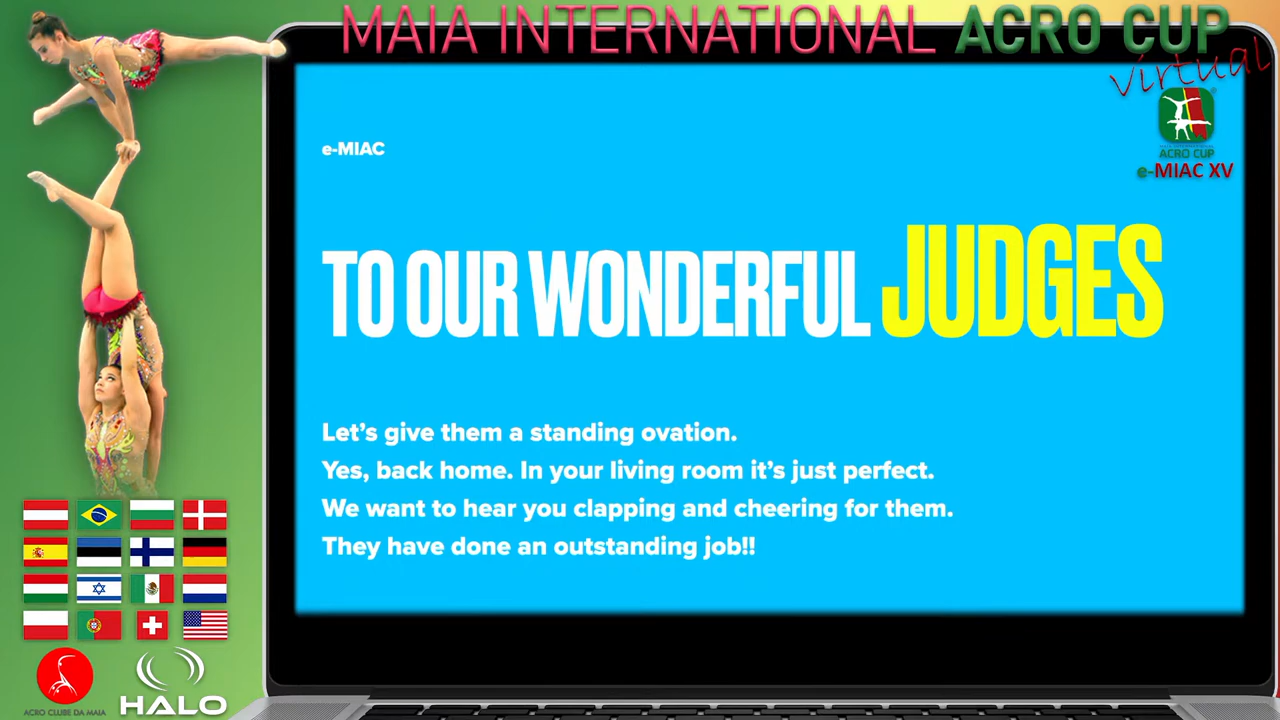 MAIA INTERNATIONAL ACRO CUP
Virtual
ACRO CUP
e-MIAC XV
e-MIAC
TO OUR WONDERFUL JUDGES
Let's give them a standing ovation.
Yes, back home. In your living room it's just perfect.
We want to hear you clapping and cheering for them.
They have done an outstanding job!!
ACRO CLUBE DA MAIA
HALO